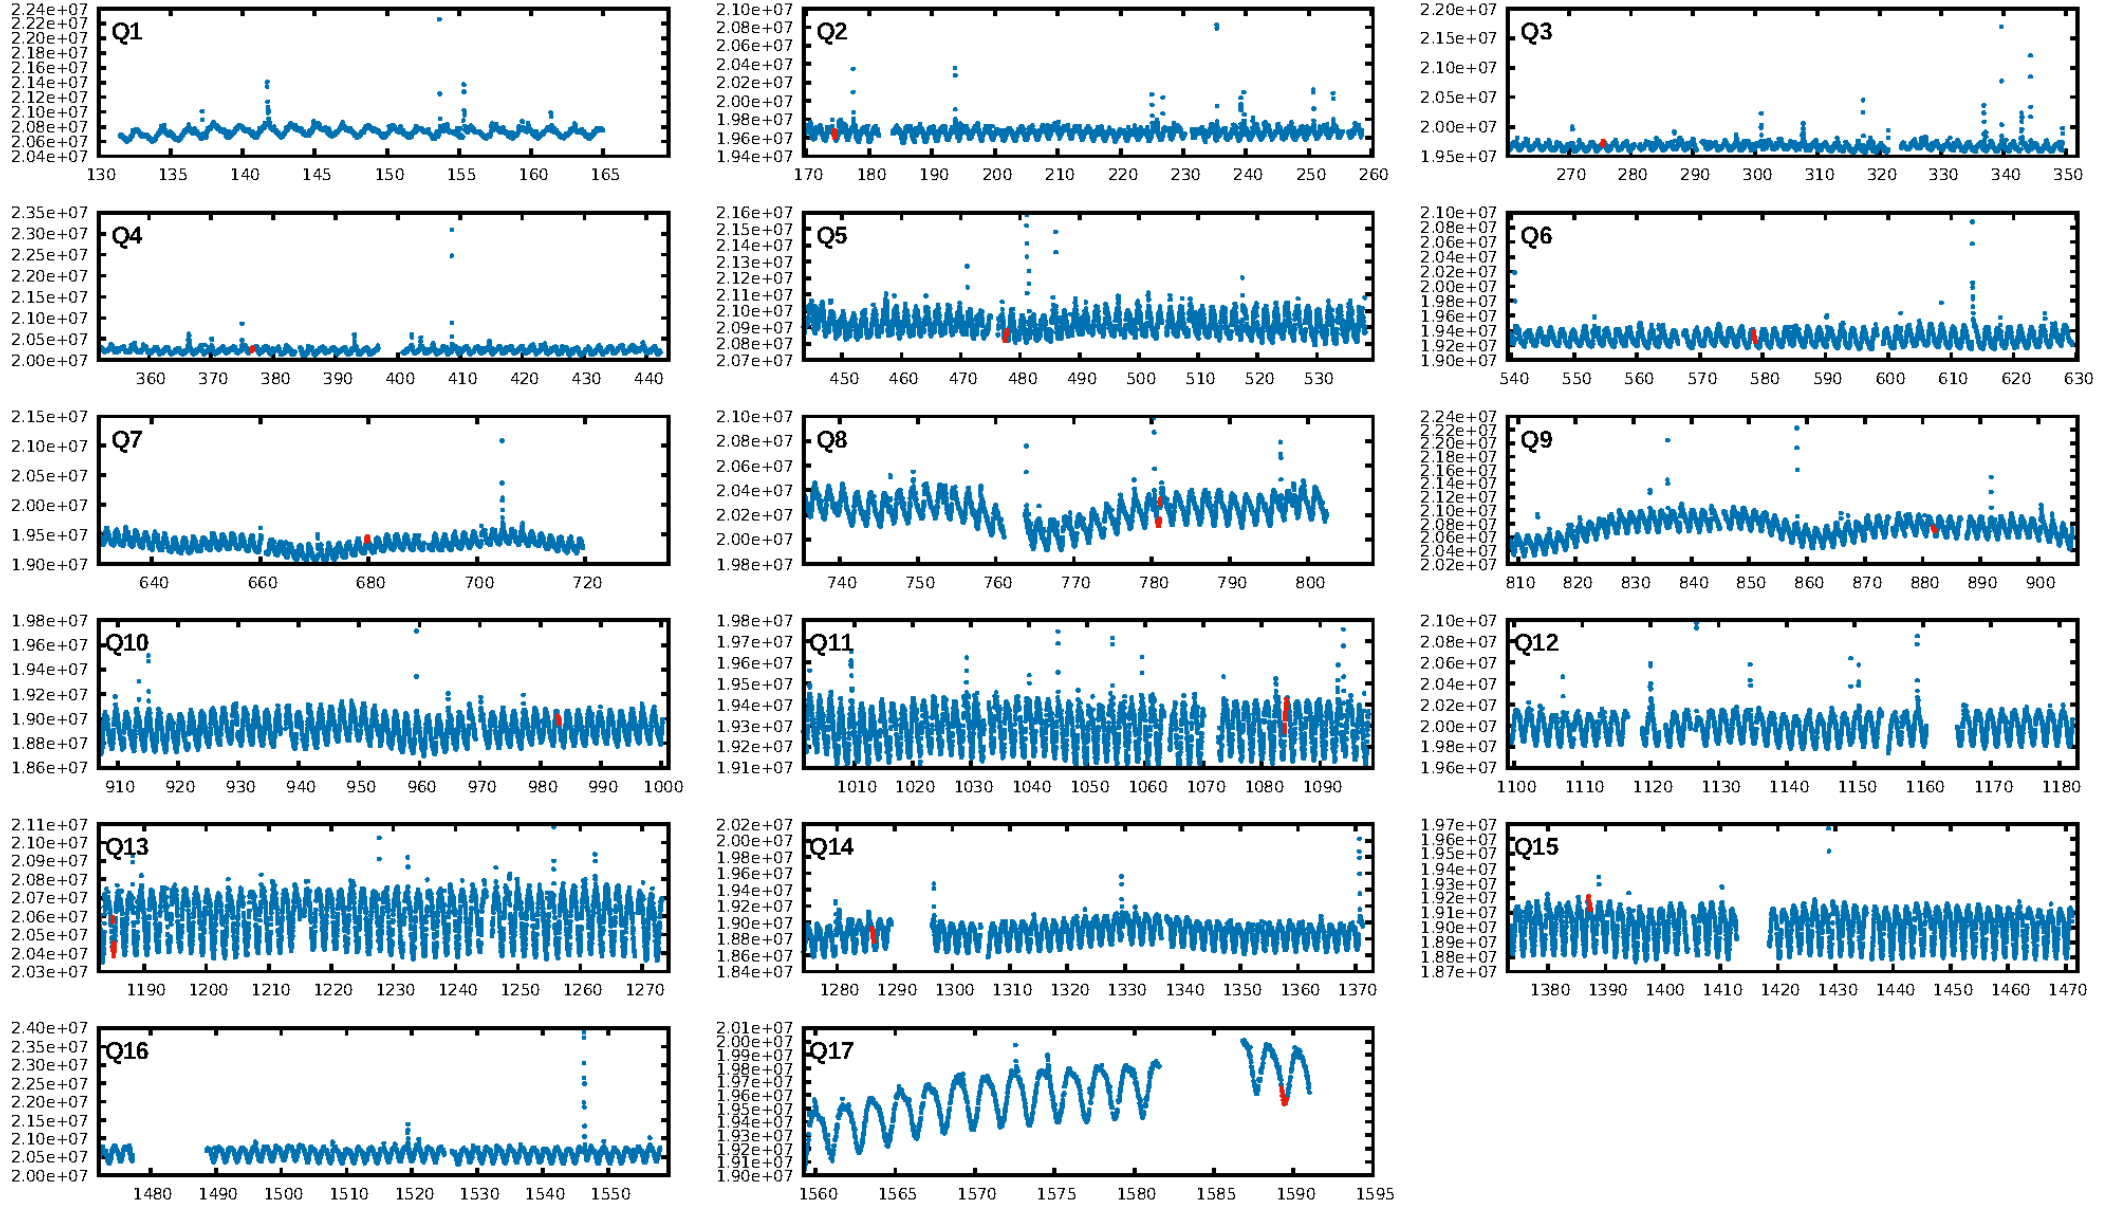 Q1
2.24e+07
2.22e+07
2.20e+07
2.18e+07
2.16e+07
2.14e+07
2.12e+07
2.10e+07
2.08e+07
2.06e+07
2.04e+07
130 135 140 145 150 155 160 165
Q2
2.10e+07
2.08e+07
2.06e+07
2.04e+07
2.02e+07
2.00e+07
1.98e+07
1.96e+07
1.94e+07
170 180 190 200 210 220 230 240 250 260
Q3
2.20e+07
2.15e+07
2.10e+07
2.05e+07
2.00e+07
1.95e+07
270 280 290 300 310 320 330 340 350
Q4
2.35e+07
2.30e+07
2.25e+07
2.20e+07
2.15e+07
2.10e+07
2.05e+07
2.00e+07
360 370 380 390 400 410 420 430 440
Q5
2.16e+07
2.15e+07
2.14e+07
2.13e+07
2.12e+07
2.11e+07
2.10e+07
2.09e+07
2.08e+07
2.07e+07
450 460 470 480 490 500 510 520 530
Q6
2.10e+07
2.08e+07
2.06e+07
2.04e+07
2.02e+07
2.00e+07
1.98e+07
1.96e+07
1.94e+07
1.92e+07
1.90e+07
540 550 560 570 580 590 600 610 620 630
Q7
2.15e+07
2.10e+07
2.05e+07
2.00e+07
1.95e+07
1.90e+07
640 660 680 700 720
Q8
2.10e+07
2.08e+07
2.06e+07
2.04e+07
2.02e+07
2.00e+07
1.98e+07
740 750 760 770 780 790 800
Q9
2.24e+07
2.22e+07
2.20e+07
2.18e+07
2.16e+07
2.14e+07
2.12e+07
2.10e+07
2.08e+07
2.06e+07
2.04e+07
2.02e+07
810 820 830 840 850 860 870 880 890 900
Q10
1.98e+07
1.96e+07
1.94e+07
1.92e+07
1.90e+07
1.88e+07
1.86e+07
910 920 930 940 950 960 970 980 990 1000
Q11
1.98e+07
1.97e+07
1.96e+07
1.95e+07
1.94e+07
1.93e+07
1.92e+07
1.91e+07
1010 1020 1030 1040 1050 1060 1070 1080 1090
Q12
2.10e+07
2.08e+07
2.06e+07
2.04e+07
2.02e+07
2.00e+07
1.98e+07
1.96e+07
1100 1110 1120 1130 1140 1150 1160 1170 1180
Q13
2.11e+07
2.10e+07
2.09e+07
2.08e+07
2.07e+07
2.06e+07
2.05e+07
2.04e+07
2.03e+07
1190 1200 1210 1220 1230 1240 1250 1260 1270
Q14
2.02e+07
2.00e+07
1.98e+07
1.96e+07
1.94e+07
1.92e+07
1.90e+07
1.88e+07
1.86e+07
1.84e+07
1280 1290 1300 1310 1320 1330 1340 1350 1360 1370
Q15
1.97e+07
1.96e+07
1.95e+07
1.94e+07
1.93e+07
1.92e+07
1.91e+07
1.90e+07
1.89e+07
1.88e+07
1.87e+07
1380 1390 1400 1410 1420 1430 1440 1450 1460 1470
Q16
2.40e+07
2.35e+07
2.30e+07
2.25e+07
2.20e+07
2.15e+07
2.10e+07
2.05e+07
2.00e+07
1480 1490 1500 1510 1520 1530 1540 1550
Q17
2.01e+07
2.00e+07
1.99e+07
1.98e+07
1.97e+07
1.96e+07
1.95e+07
1.94e+07
1.93e+07
1.92e+07
1.91e+07
1.90e+07
1560 1565 1570 1575 1580 1585 1590 1595